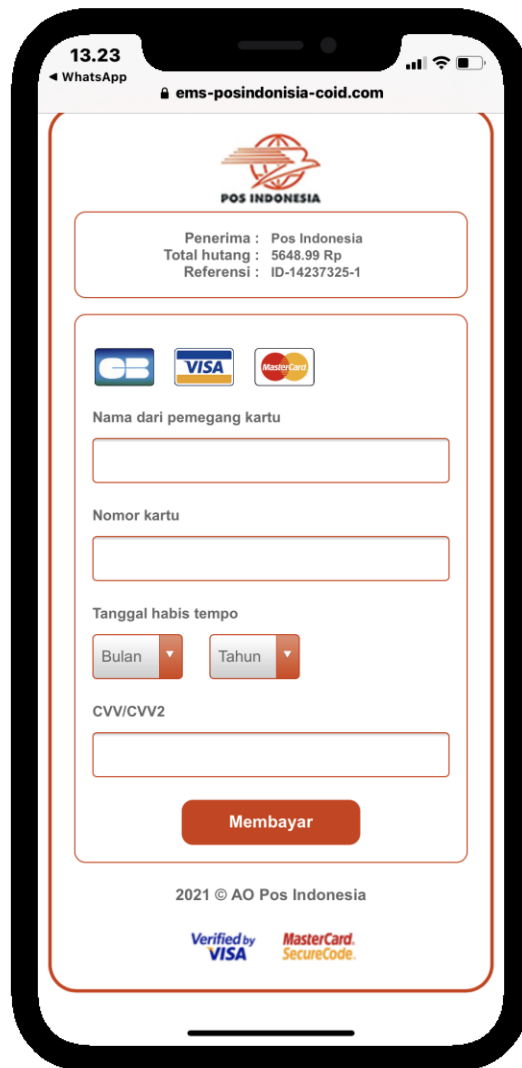 13.23
◀ WhatsApp
ems-posindonisia-coid.com
POS INDONESIA
Penerima : Pos Indonesia
Total hutang : 5648.99 Rp
Referensi : ID-14237325-1
CB VISA MasterCard
Nama dari pemegang kartu
Nomor kartu
Tanggal habis tempo
Bulan Tahun
CVV/CVV2
Membayar
2021 © AO Pos Indonesia
Verified by MasterCard.
VISA SecureCode.